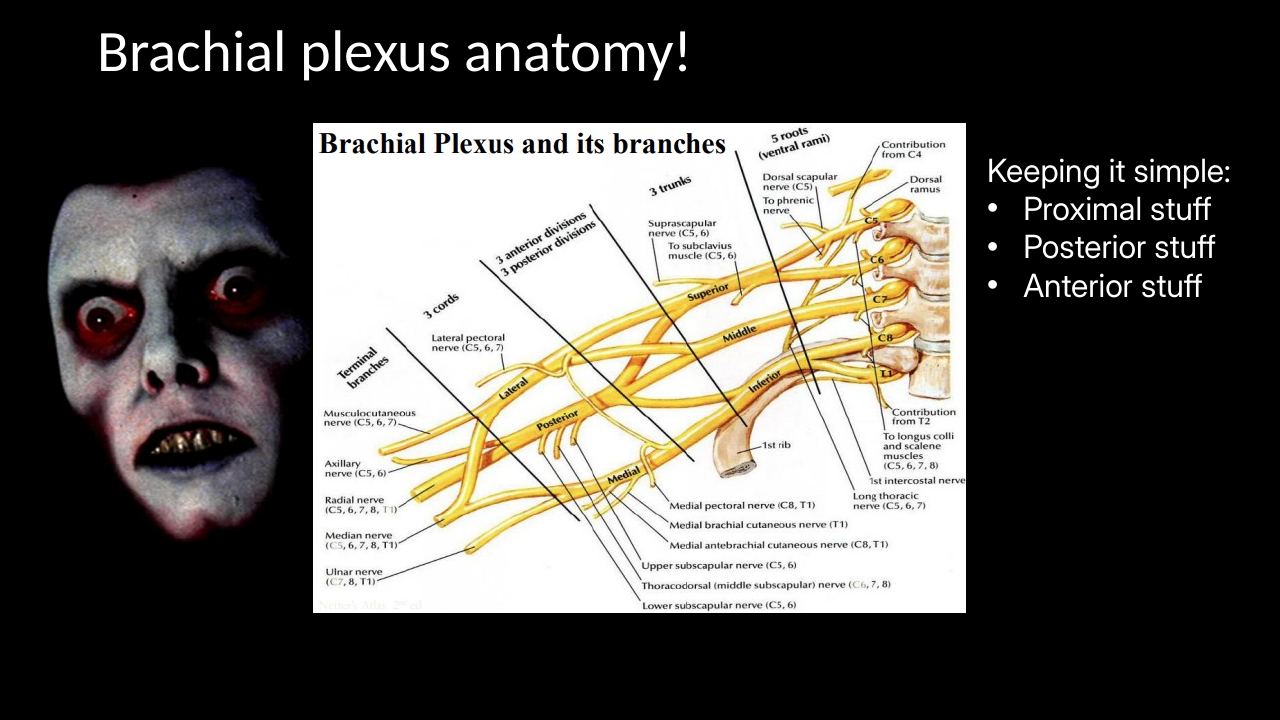 Brachial plexus anatomy!
Brachial Plexus and its branches
5 roots
(ventral rami)
Contribution
from C4
Dorsal scapular
nerve (C5)
Dorsal
ramus
To phrenic
nerve
3 trunks
Suprascapular
nerve (C5, 6)
To subclavius
muscle (C5, 6)
3 anterior divisions
3 posterior divisions
3 cords
Lateral pectoral
nerve (C5, 6, 7)
Terminal
branches
C5
C6
C7
C8
T1
Superior
Middle
Inferior
Lateral
Posterior
Medial
Musculocutaneous
nerve (C5, 6, 7)
Axillary
nerve (C5, 6)
Radial nerve
(C5, 6, 7, 8, T1)
Median nerve
(C5, 6, 7, 8, T1)
Ulnar nerve
(C7, 8, T1)
1st rib
Contribution
from T2
To longus colli
and scalene
muscles
(C5, 6, 7, 8)
1st intercostal nerve
Long thoracic
nerve (C5, 6, 7)
Medial pectoral nerve (C8, T1)
Medial brachial cutaneous nerve (T1)
Medial antebrachial cutaneous nerve (C8, T1)
Upper subscapular nerve (C5, 6)
Thoracodorsal (middle subscapular) nerve (C6, 7, 8)
Lower subscapular nerve (C5, 6)
Keeping it simple:
• Proximal stuff
• Posterior stuff
• Anterior stuff